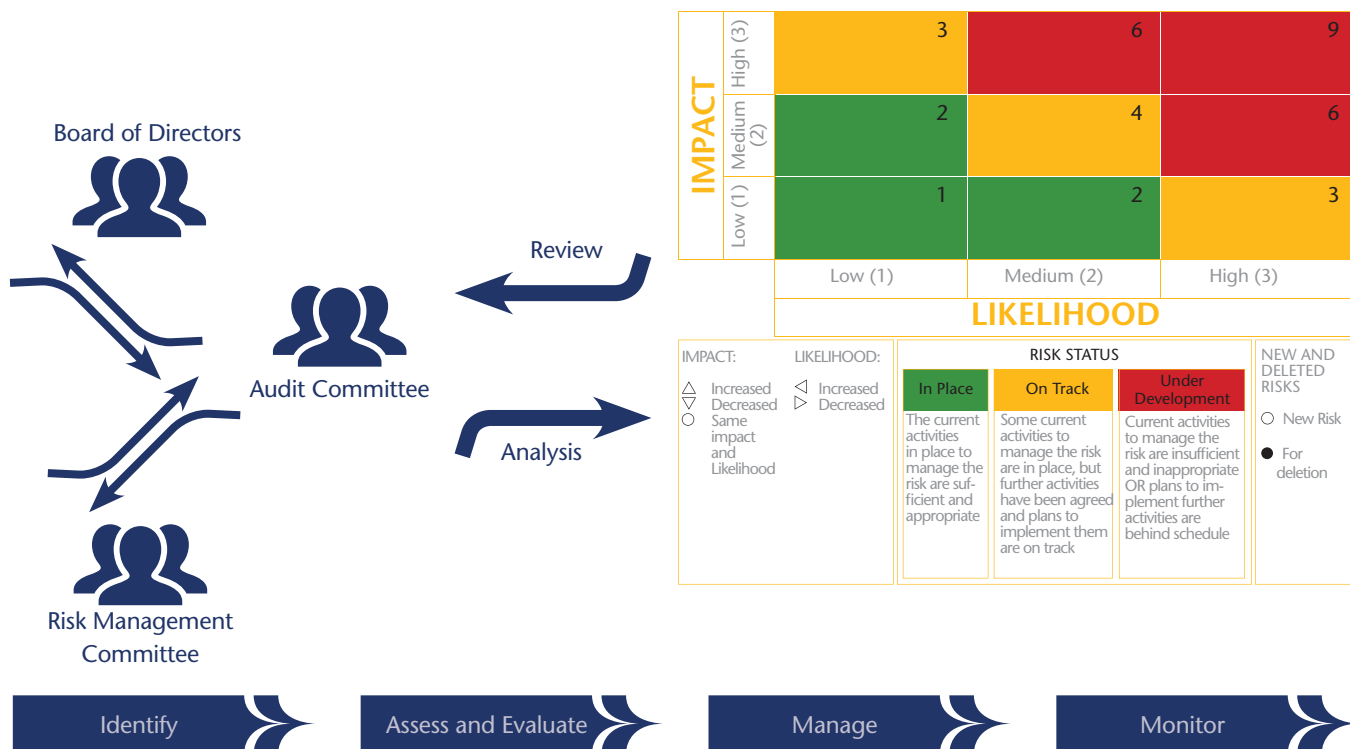 Board of Directors
Audit Committee
Risk Management
Committee
Review
Analysis
IMPACT
High (3)
Medium
(2)
Low (1)
3
6
9
2
4
6
1
2
3
Low (1)
Medium (2)
High (3)
LIKELIHOOD
IMPACT:
Increased
Decreased
Same
impact
and
Likelihood
LIKELIHOOD:
Increased
Decreased
RISK STATUS
In Place
The current
activities
in place to
manage the
risk are suf-
ficient and
appropriate
On Track
Some current
activities to
manage the risk
are in place, but
further activities
have been agreed
and plans to
implement them
are on track
Under
Development
Current activities
to manage the
risk are insufficient
and inappropriate
OR plans to im-
plement further
activities are
behind schedule
NEW AND
DELETED
RISKS
New Risk
For
deletion
Identify
Assess and Evaluate
Manage
Monitor